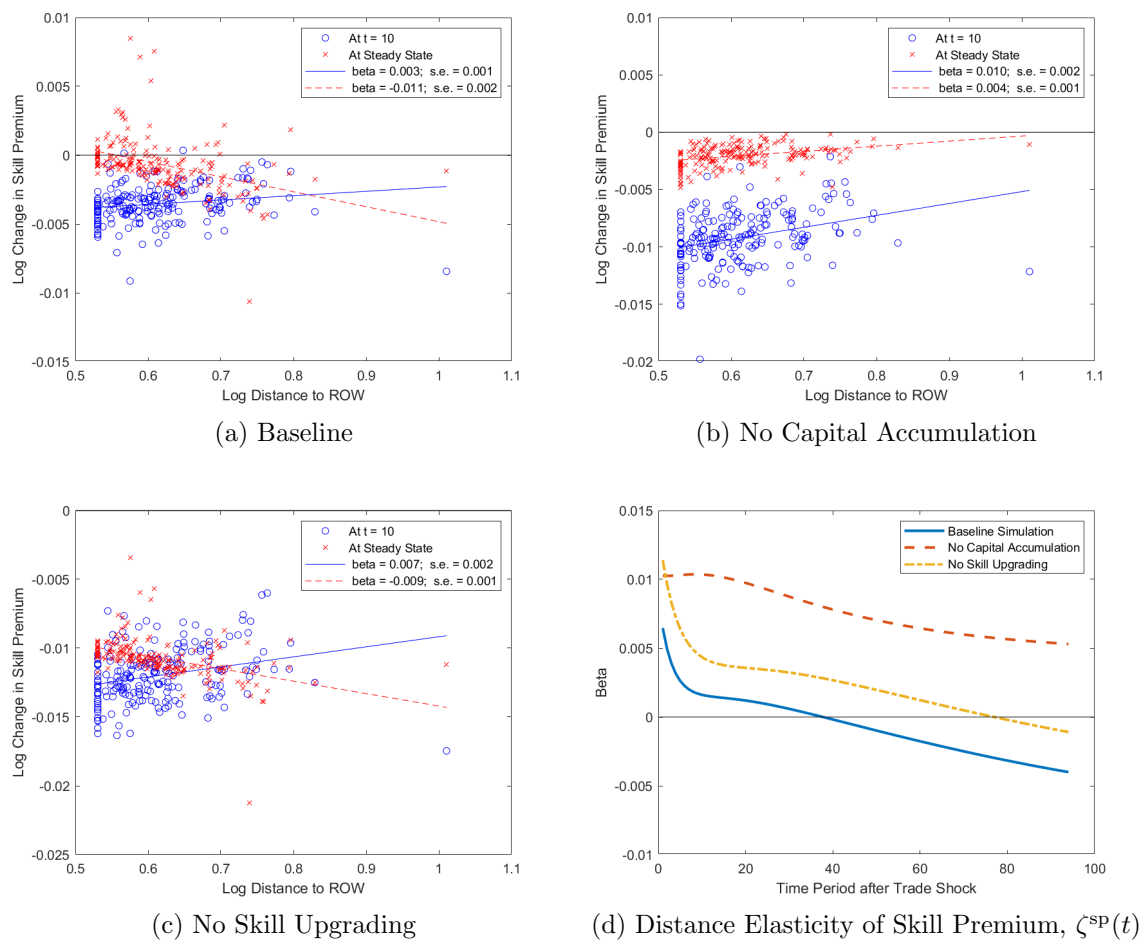 0.01
0.005
0
-0.005
-0.01
-0.015
Log Change in Skill Premium
At t = 10
At Steady State
beta = 0.003; s.e. = 0.001
beta = -0.011; s.e. = 0.002
0.5 0.6 0.7 0.8 0.9 1 1.1
Log Distance to ROW
(a) Baseline
0.01
0.005
0
-0.005
-0.01
-0.015
-0.02
Log Change in Skill Premium
At t = 10
At Steady State
beta = 0.010; s.e. = 0.002
beta = 0.004; s.e. = 0.001
0.5 0.6 0.7 0.8 0.9 1 1.1
Log Distance to ROW
(b) No Capital Accumulation
0
-0.005
-0.01
-0.015
-0.02
-0.025
Log Change in Skill Premium
At t = 10
At Steady State
beta = 0.007; s.e. = 0.002
beta = -0.009; s.e. = 0.001
0.5 0.6 0.7 0.8 0.9 1 1.1
Log Distance to ROW
(c) No Skill Upgrading
0.015
0.01
0.005
0
-0.005
-0.01
Beta
Baseline Simulation
No Capital Accumulation
No Skill Upgrading
0 20 40 60 80 100
Time Period after Trade Shock
(d) Distance Elasticity of Skill Premium, ζ^sp(t)